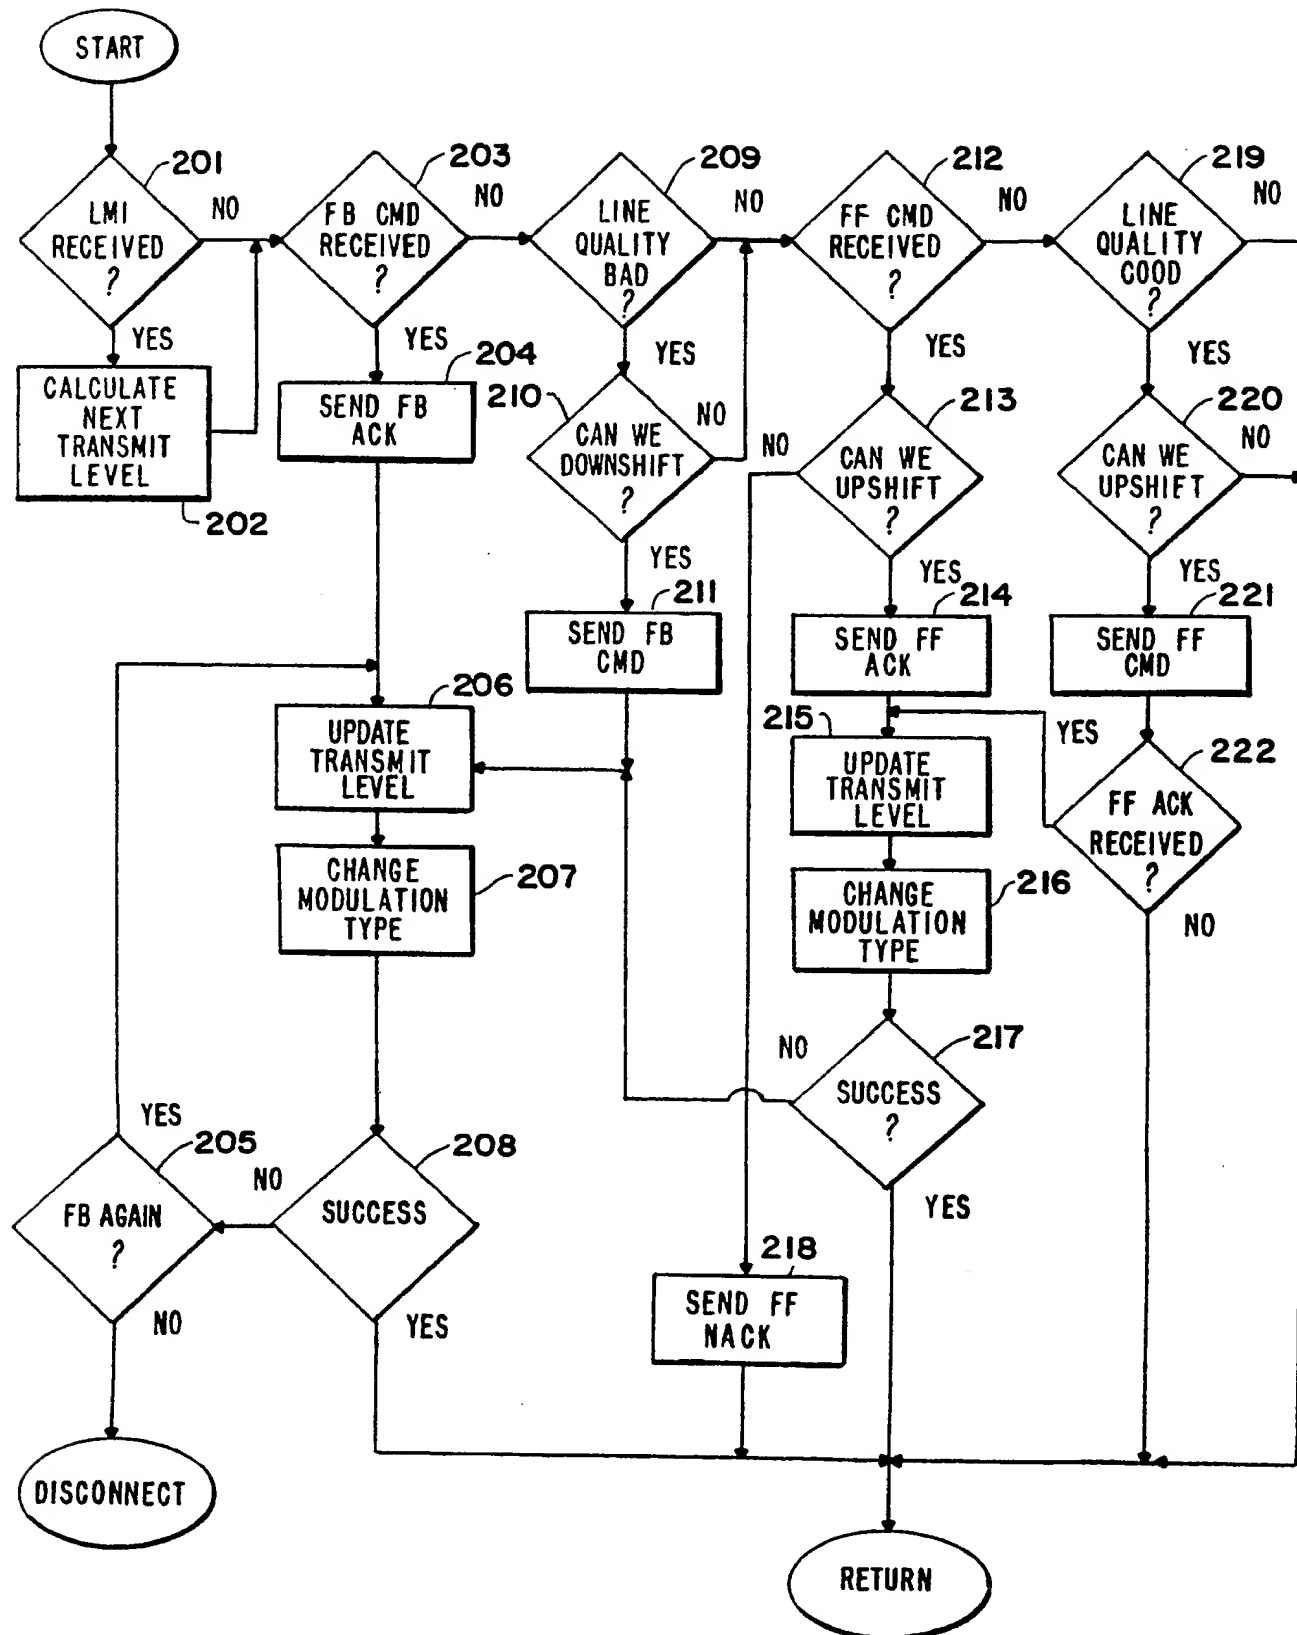 START
201
LMI
RECEIVED
?
NO
YES
CALCULATE
NEXT
TRANSMIT
LEVEL
202
203
FB CMD
RECEIVED
?
NO
YES
204
SEND FB
ACK
206
UPDATE
TRANSMIT
LEVEL
CHANGE
MODULATION
TYPE
207
208
SUCCESS
NO
YES
205
YES
FB AGAIN
?
NO
DISCONNECT
209
LINE
QUALITY
BAD
?
NO
YES
210
CAN WE
DOWNSHIFT
?
NO
YES
211
SEND FB
CMD
212
FF CMD
RECEIVED
?
NO
YES
213
CAN WE
UPSHIFT
?
NO
YES
214
SEND FF
ACK
215
UPDATE
TRANSMIT
LEVEL
CHANGE
MODULATION
TYPE
216
217
SUCCESS
?
NO
YES
218
SEND FF
NACK
219
LINE
QUALITY
COOD
?
NO
YES
220
CAN WE
UPSHIFT
?
NO
YES
221
SEND FF
CMD
222
FF ACK
RECEIVED
?
YES
NO
RETURN